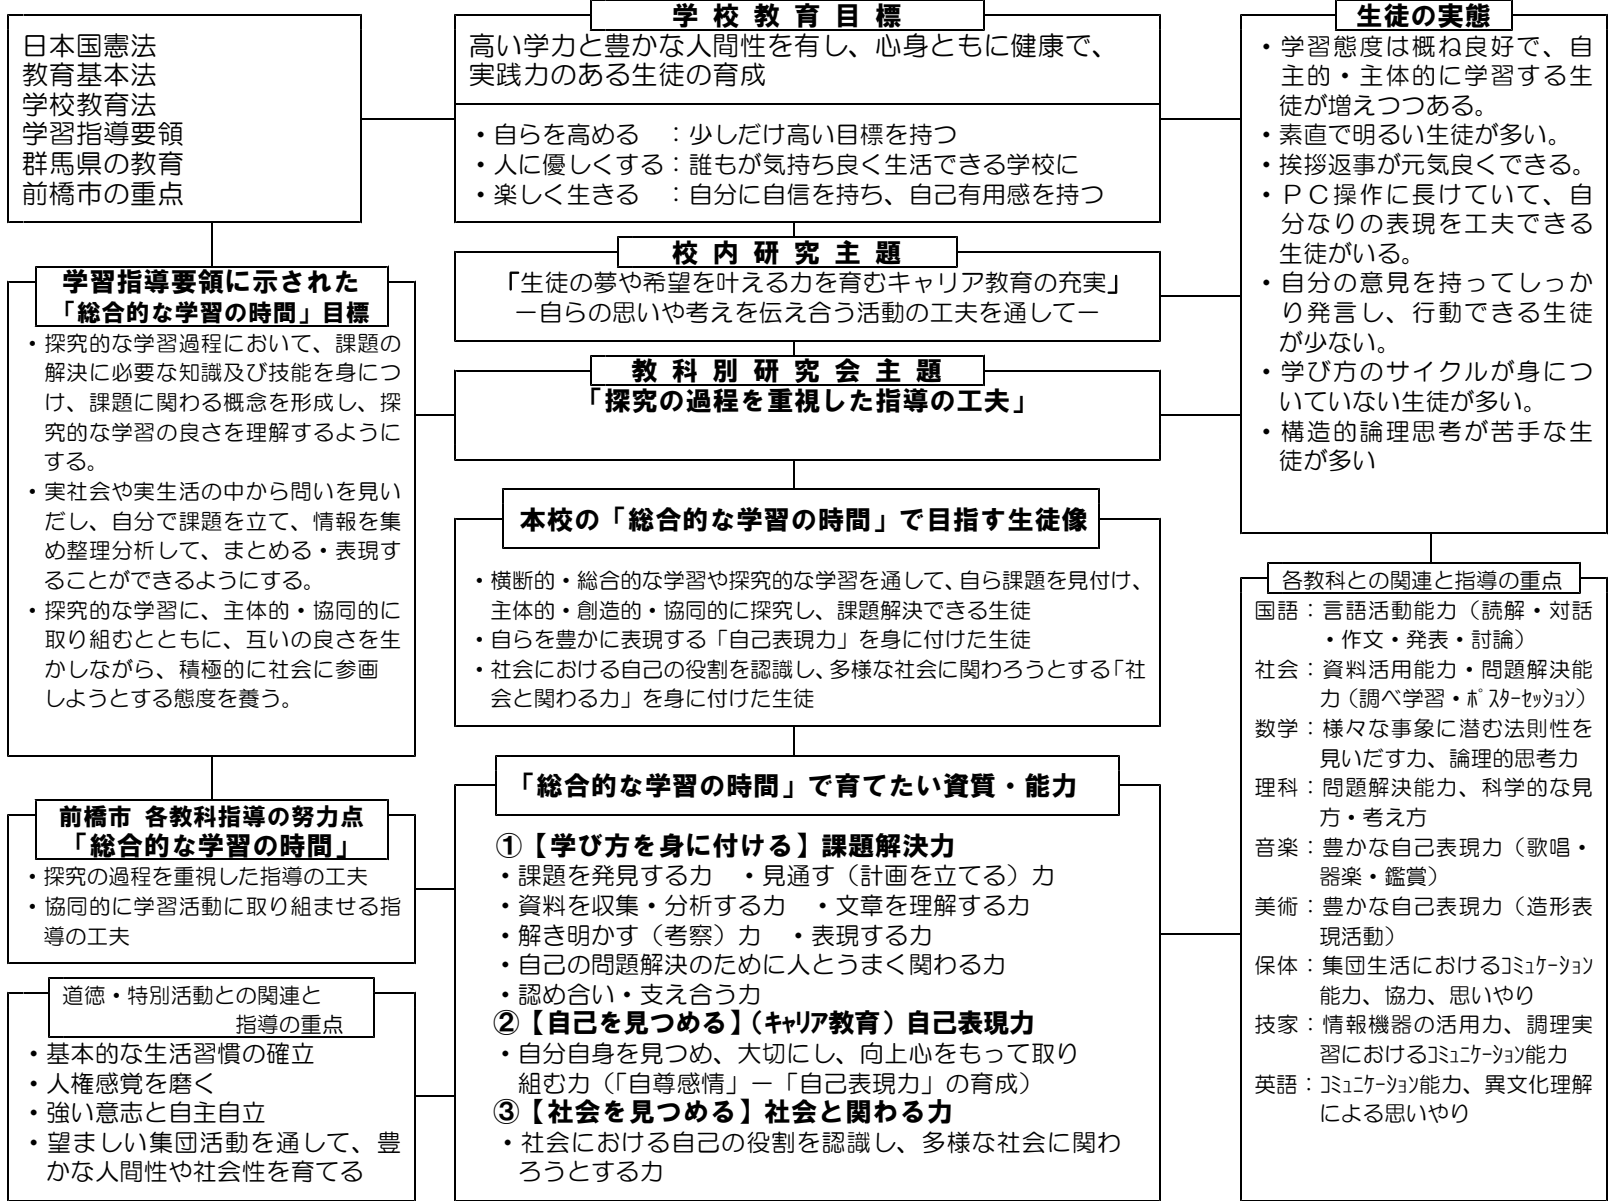 日本国憲法
教育基本法
学校教育法
学習指導要領
群馬県の教育
前橋市の重点
学校教育目標
高い学力と豊かな人間性を有し、心身ともに健康で、
実践力のある生徒の育成
・自らを高める　：少しだけ高い目標を持つ
・人に優しくする：誰もが気持ち良く生活できる学校に
・楽しく生きる　：自分に自信を持ち、自己有用感を持つ
生徒の実態
・学習態度は概ね良好で、自
主的・主体的に学習する生
徒が増えつつある。
・素直で明るい生徒が多い。
・挨拶返事が元気良くできる。
・ＰＣ操作に長けていて、自
分なりの表現を工夫できる
生徒がいる。
・自分の意見を持ってしっか
り発言し、行動できる生徒
が少ない。
・学び方のサイクルが身につ
いていない生徒が多い。
・構造的論理思考が苦手な生
徒が多い
校内研究主題
「生徒の夢や希望を叶える力を育むキャリア教育の充実」
－自らの思いや考えを伝え合う活動の工夫を通して－
教科別研究会主題
「探究の過程を重視した指導の工夫」
学習指導要領に示された
「総合的な学習の時間」目標
・探究的な学習過程において、課題の
解決に必要な知識及び技能を身につ
け、課題に関わる概念を形成し、探
究的な学習の良さを理解するように
する。
・実社会や実生活の中から問いを見い
だし、自分で課題を立て、情報を集
め整理分析して、まとめる・表現す
ることができるようにする。
・探究的な学習に、主体的・協同的に
取り組むとともに、互いの良さを生
かしながら、積極的に社会に参画
しようとする態度を養う。
本校の「総合的な学習の時間」で目指す生徒像
・横断的・総合的な学習や探究的な学習を通して、自ら課題を見付け、
主体的・創造的・協同的に探究し、課題解決できる生徒
・自らを豊かに表現する「自己表現力」を身に付けた生徒
・社会における自己の役割を認識し、多様な社会に関わろうとする「社
会と関わる力」を身に付けた生徒
前橋市 各教科指導の努力点
「総合的な学習の時間」
・探究の過程を重視した指導の工夫
・協同的に学習活動に取り組ませる指
導の工夫
道徳・特別活動との関連と
指導の重点
・基本的な生活習慣の確立
・人権感覚を磨く
・強い意志と自主自立
・望ましい集団活動を通して、豊
かな人間性や社会性を育てる
「総合的な学習の時間」で育てたい資質・能力
①【学び方を身に付ける】課題解決力
・課題を発見する力　・見通す（計画を立てる）力
・資料を収集・分析する力　・文章を理解する力
・解き明かす（考察）力　・表現する力
・自己の問題解決のために人とうまく関わる力
・認め合い・支え合う力
②【自己を見つめる】（ｷｬﾘｱ教育）自己表現力
・自分自身を見つめ、大切にし、向上心をもって取り
組む力（「自尊感情」－「自己表現力」の育成）
③【社会を見つめる】社会と関わる力
・社会における自己の役割を認識し、多様な社会に関わ
ろうとする力
各教科との関連と指導の重点
国語：言語活動能力（読解・対話
・作文・発表・討論）
社会：資料活用能力・問題解決能
力（調べ学習・ﾎﾟｽﾀｰｾｯｼｮﾝ）
数学：様々な事象に潜む法則性を
見いだす力、論理的思考力
理科：問題解決能力、科学的な見
方・考え方
音楽：豊かな自己表現力（歌唱・
器楽・鑑賞）
美術：豊かな自己表現力（造形表
現活動）
保体：集団生活におけるｺﾐｭｹｰｼｮﾝ
能力、協力、思いやり
技家：情報機器の活用力、調理実
習におけるｺﾐｭﾆｹｰｼｮﾝ能力
英語：ｺﾐｭﾆｹｰｼｮﾝ能力、異文化理解
による思いやり